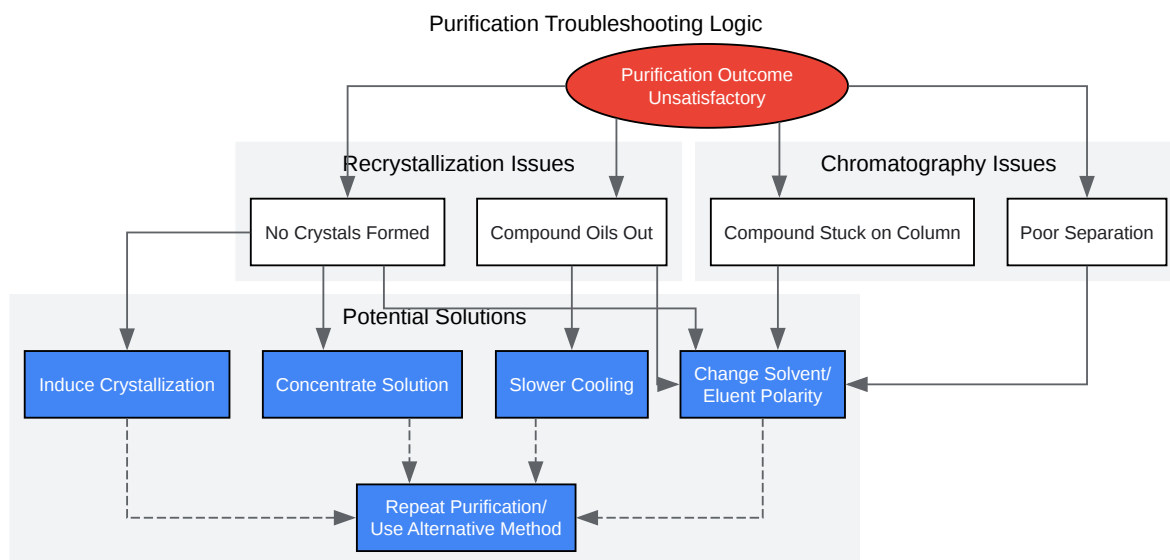 Purification Troubleshooting Logic
Purification Outcome
Unsatisfactory
Recrystallization Issues
Chromatography Issues
No Crystals Formed
Compound Oils Out
Compound Stuck on Column
Poor Separation
Potential Solutions
Induce Crystallization
Concentrate Solution
Slower Cooling
Change Solvent/
Eluent Polarity
Repeat Purification/
Use Alternative Method